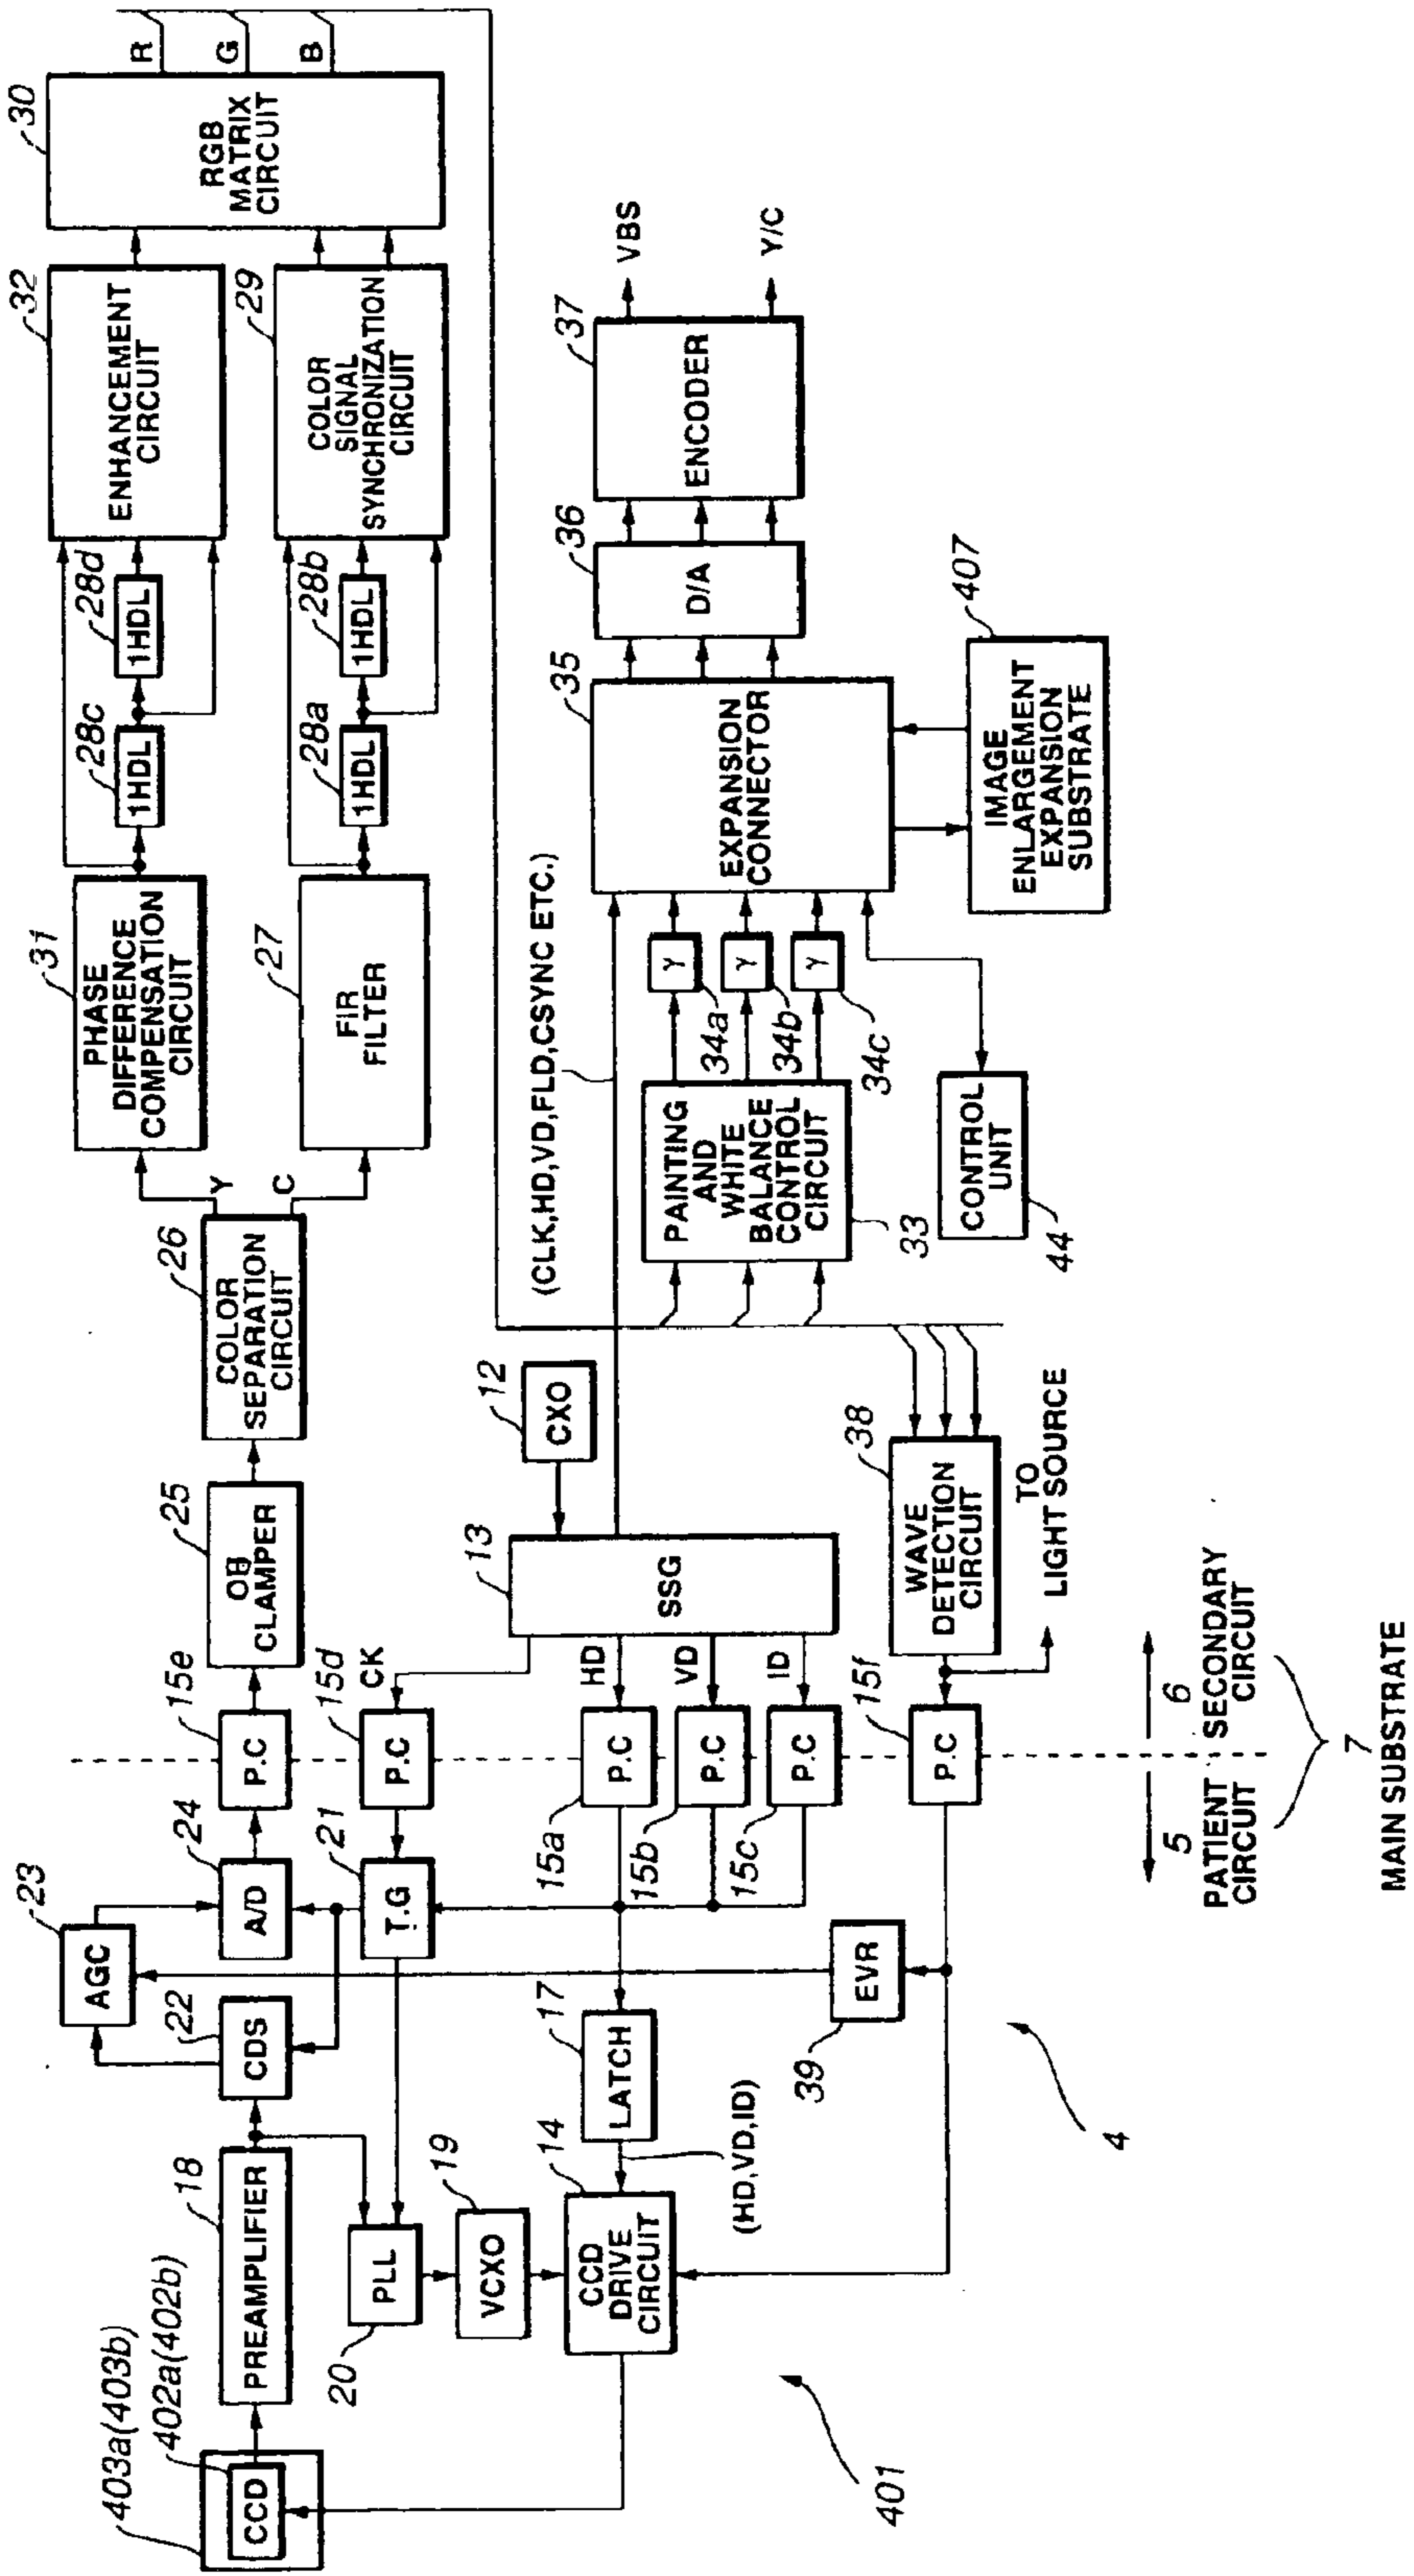 403a(403b)
402a(402b)
CCD
18
PREAMPLIFIER
22
CDS
23
AGC
24
A/D
15e
P.C
25
OB
CLAMPER
26
COLOR
SEPARATION
CIRCUIT
Y
C
31
PHASE
DIFFERENCE
COMPENSATION
CIRCUIT
27
FIR
FILTER
28c
1HDL
28d
1HDL
28a
1HDL
28b
1HDL
32
ENHANCEMENT
CIRCUIT
29
COLOR
SIGNAL
SYNCHRONIZATION
CIRCUIT
30
RGB
MATRIX
CIRCUIT
R
G
B
20
PLL
19
VCXO
21
T.G
15d
P.C
CK
14
CCD
DRIVE
CIRCUIT
17
LATCH
(HD,VD,ID)
15a
P.C
HD
15b
P.C
VD
15c
P.C
ID
13
SSG
12
CXO
(CLK,HD,VD,FLD,CSYNC ETC.)
39
EVR
15f
P.C
38
WAVE
DETECTION
CIRCUIT
TO
LIGHT SOURCE
PAINTING
AND
WHITE
BALANCE
CONTROL
CIRCUIT
33
γ
34a
γ
34b
γ
34c
35
EXPANSION
CONNECTOR
36
D/A
37
ENCODER
VBS
Y/C
CONTROL
UNIT
44
407
IMAGE
ENLARGEMENT
EXPANSION
SUBSTRATE
401
4
5
PATIENT
CIRCUIT
6
SECONDARY
CIRCUIT
7
MAIN SUBSTRATE